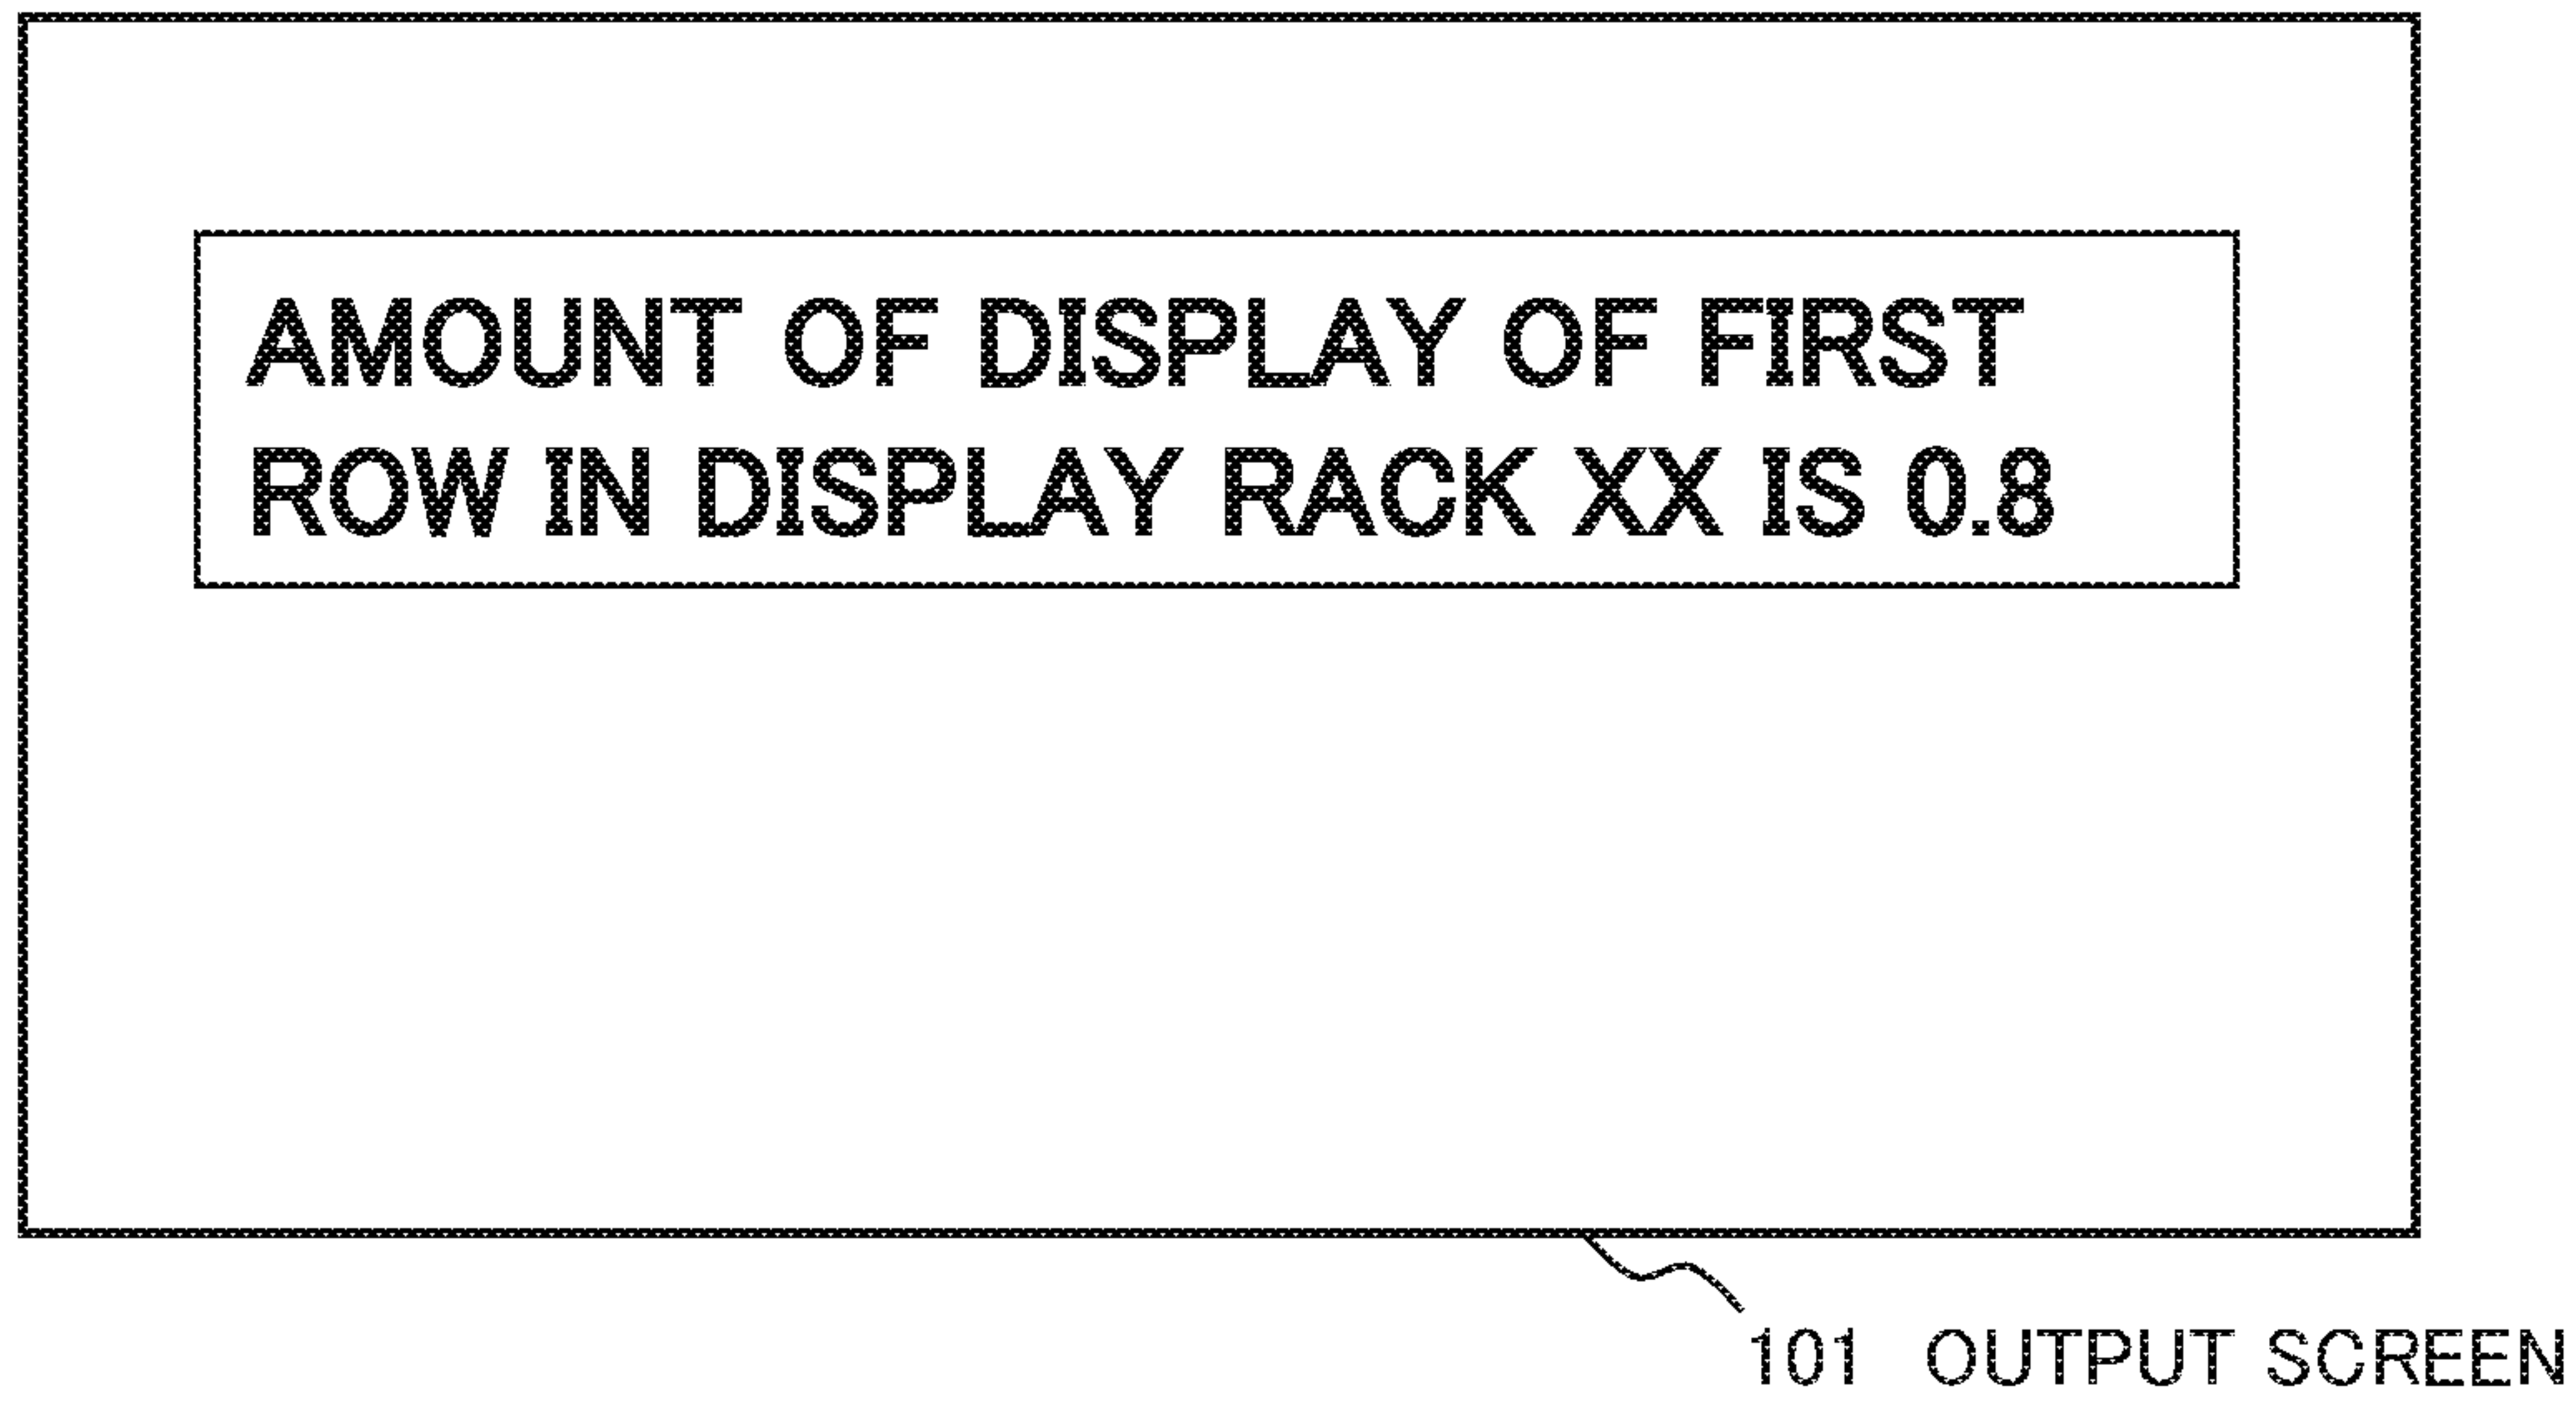 AMOUNT OF DISPLAY OF FIRST
ROW IN DISPLAY RACK XX IS 0.8
101 OUTPUT SCREEN